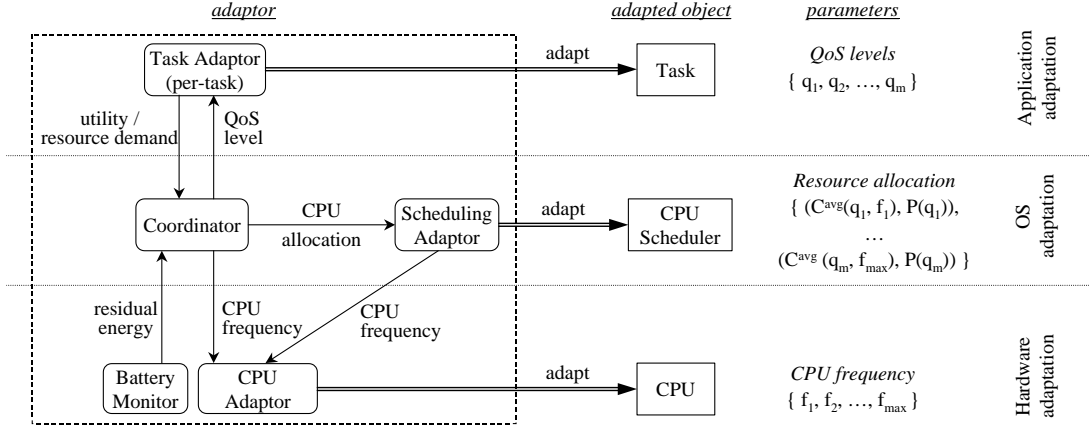 adaptor
adapted object
parameters
Task Adaptor
(per-task)
adapt
Task
QoS levels
{ q1, q2, …, qm }
Application
adaptation
utility /
resource demand
QoS
level
Coordinator
CPU
allocation
Scheduling
Adaptor
adapt
CPU
Scheduler
Resource allocation
{ (Cavg(q1, f1), P(q1)),
…
(Cavg (qm, fmax), P(qm)) }
OS
adaptation
residual
energy
CPU
frequency
CPU
frequency
Battery
Monitor
CPU
Adaptor
adapt
CPU
CPU frequency
{ f1, f2, …, fmax }
Hardware
adaptation